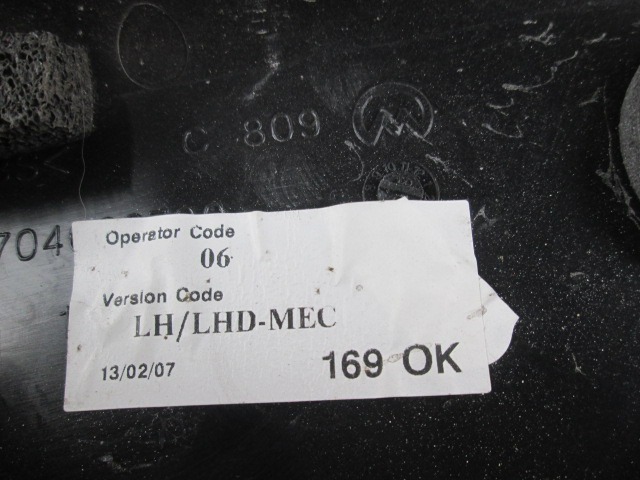 C 809
Operator Code
06
Version Code
LH/LHD-MEC
13/02/07
169 OK